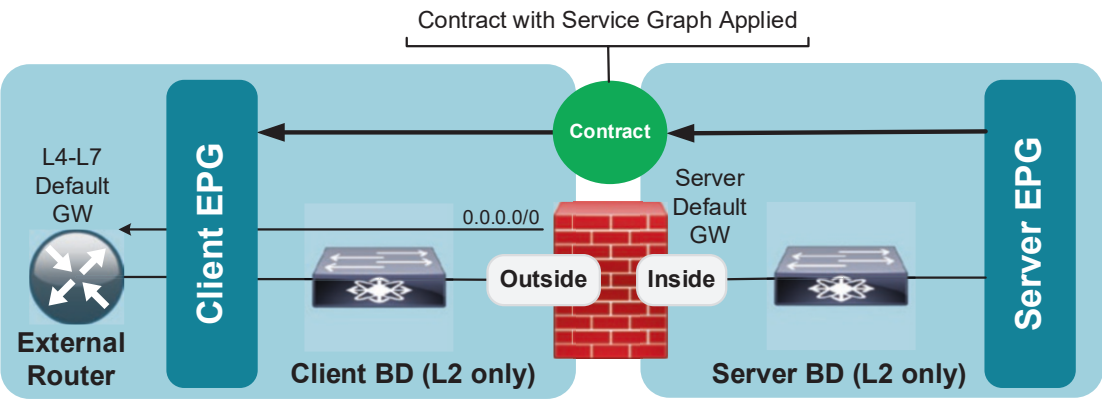 Contract with Service Graph Applied
Contract
Client EPG
Server EPG
L4-L7
Default
GW
0.0.0.0/0
Server
Default
GW
Outside
Inside
External
Router
Client BD (L2 only)
Server BD (L2 only)